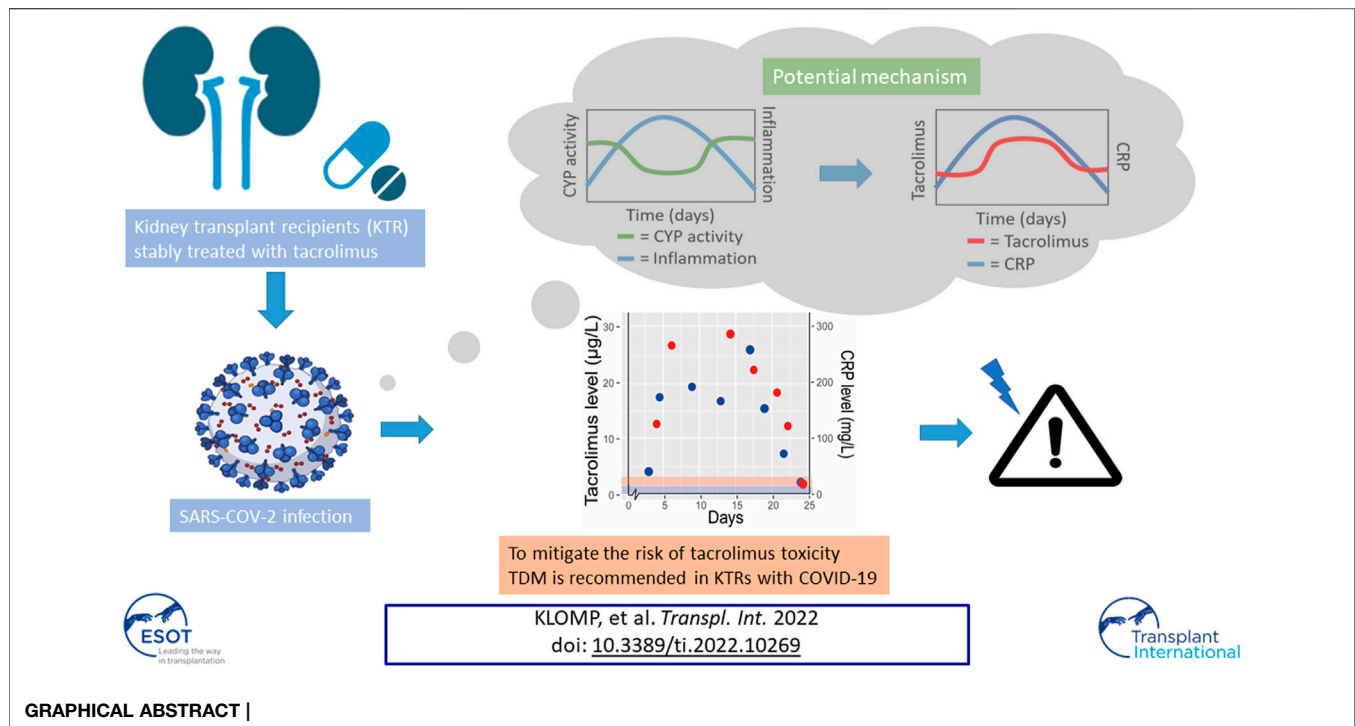 Potential mechanism
CYP activity
Inflammation
Time (days)
= CYP activity
= Inflammation
Tacrolimus
CRP
Time (days)
= Tacrolimus
= CRP
Kidney transplant recipients (KTR)
stably treated with tacrolimus
SARS-COV-2 infection
Tacrolimus level (µg/L)
30
20
10
0
CRP level (mg/L)
300
200
100
0
0 5 10 15 20 25
Days
To mitigate the risk of tacrolimus toxicity
TDM is recommended in KTRs with COVID-19
ESOT
Leading the way
in transplantation
KLOMP, et al. Transpl. Int. 2022
doi: 10.3389/ti.2022.10269
Transplant
International
GRAPHICAL ABSTRACT |